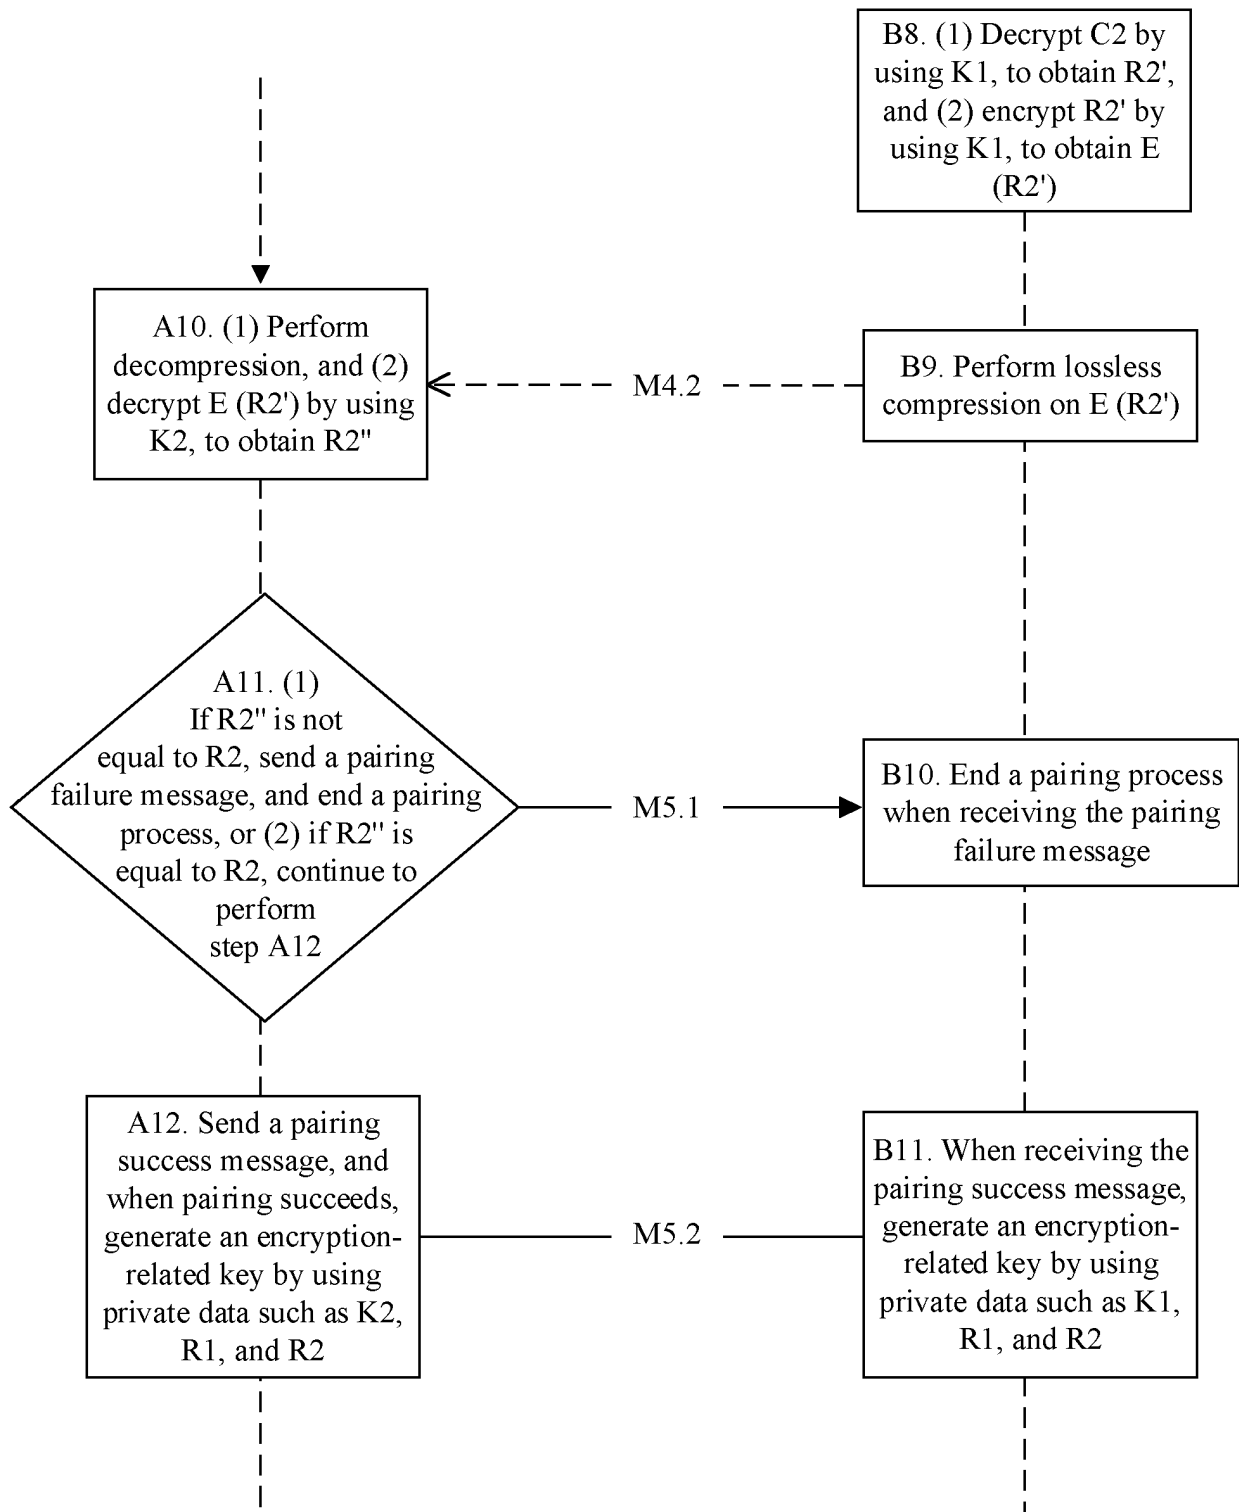 B8. (1) Decrypt C2 by
using K1, to obtain R2',
and (2) encrypt R2' by
using K1, to obtain E
(R2')
A10. (1) Perform
decompression, and (2)
decrypt E (R2') by using
K2, to obtain R2"
M4.2
B9. Perform lossless
compression on E (R2')
A11. (1)
If R2" is not
equal to R2, send a pairing
failure message, and end a pairing
process, or (2) if R2" is
equal to R2, continue to
perform
step A12
M5.1
B10. End a pairing process
when receiving the pairing
failure message
A12. Send a pairing
success message, and
when pairing succeeds,
generate an encryption-
related key by using
private data such as K2,
R1, and R2
M5.2
B11. When receiving the
pairing success message,
generate an encryption-
related key by using
private data such as K1,
R1, and R2